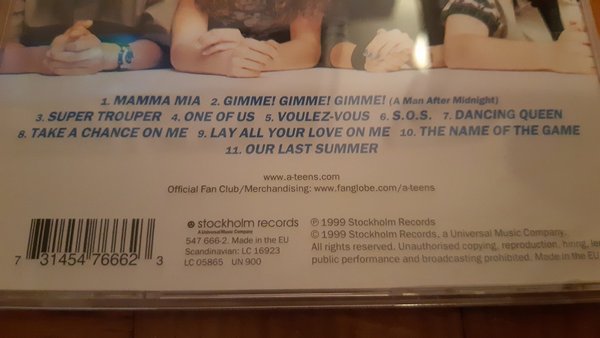 1. MAMMA MIA 2. GIMME! GIMME! GIMME! (A Man After Midnight)
3. SUPER TROUPER 4. ONE OF US 5. VOULEZ-VOUS 6. S.O.S. 7. DANCING QUEEN
8. TAKE A CHANCE ON ME 9. LAY ALL YOUR LOVE ON ME 10. THE NAME OF THE GAME
11. OUR LAST SUMMER
www.a-teens.com
Official Fan Club/Merchandising: www.fanglobe.com/a-teens
stockholm records
A Universal Music Company
547 666-2. Made in the EU
Scandinavian: LC 16923
LC 05865 UN 900
7 31454 76662 3
℗ 1999 Stockholm Records
© 1999 Stockholm Records, a Universal Music Company.
All rights reserved. Unauthorised copying, reproduction, hiring, le
public performance and broadcasting prohibited. Made in the EU